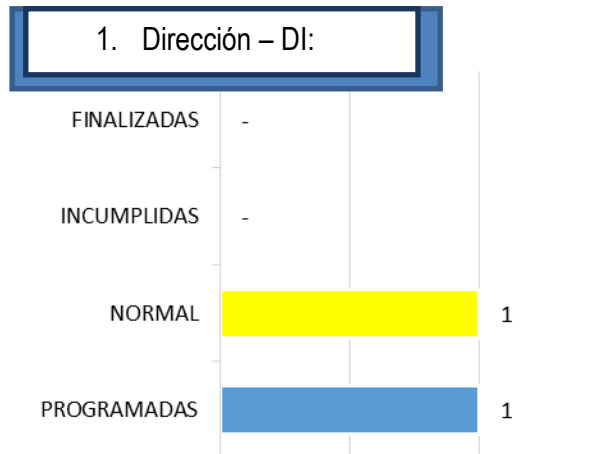 1. Dirección – DI:
FINALIZADAS -
INCUMPLIDAS -
NORMAL 1
PROGRAMADAS 1